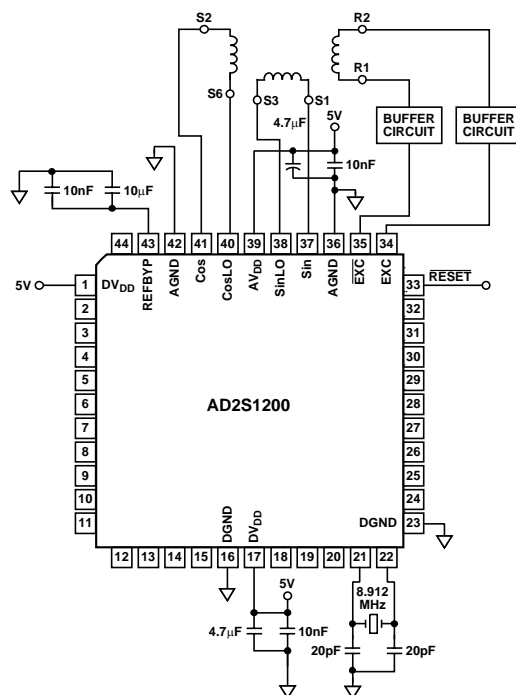 S2
R2
R1
S6
S3
S1
4.7μF
5V
BUFFER CIRCUIT
BUFFER CIRCUIT
10nF
10μF
10nF
44
43
42
41
40
39
38
37
36
35
34
REFBYP
AGND
Cos
CosLO
AVDD
SinLO
Sin
AGND
EXC
EXC
5V
1
DVDD
2
3
4
5
6
7
8
9
10
11
33
RESET
32
31
30
29
28
27
26
25
24
23
DGND
AD2S1200
DGND
DVDD
12
13
14
15
16
17
18
19
20
21
22
5V
8.912
MHz
4.7μF
10nF
20pF
20pF